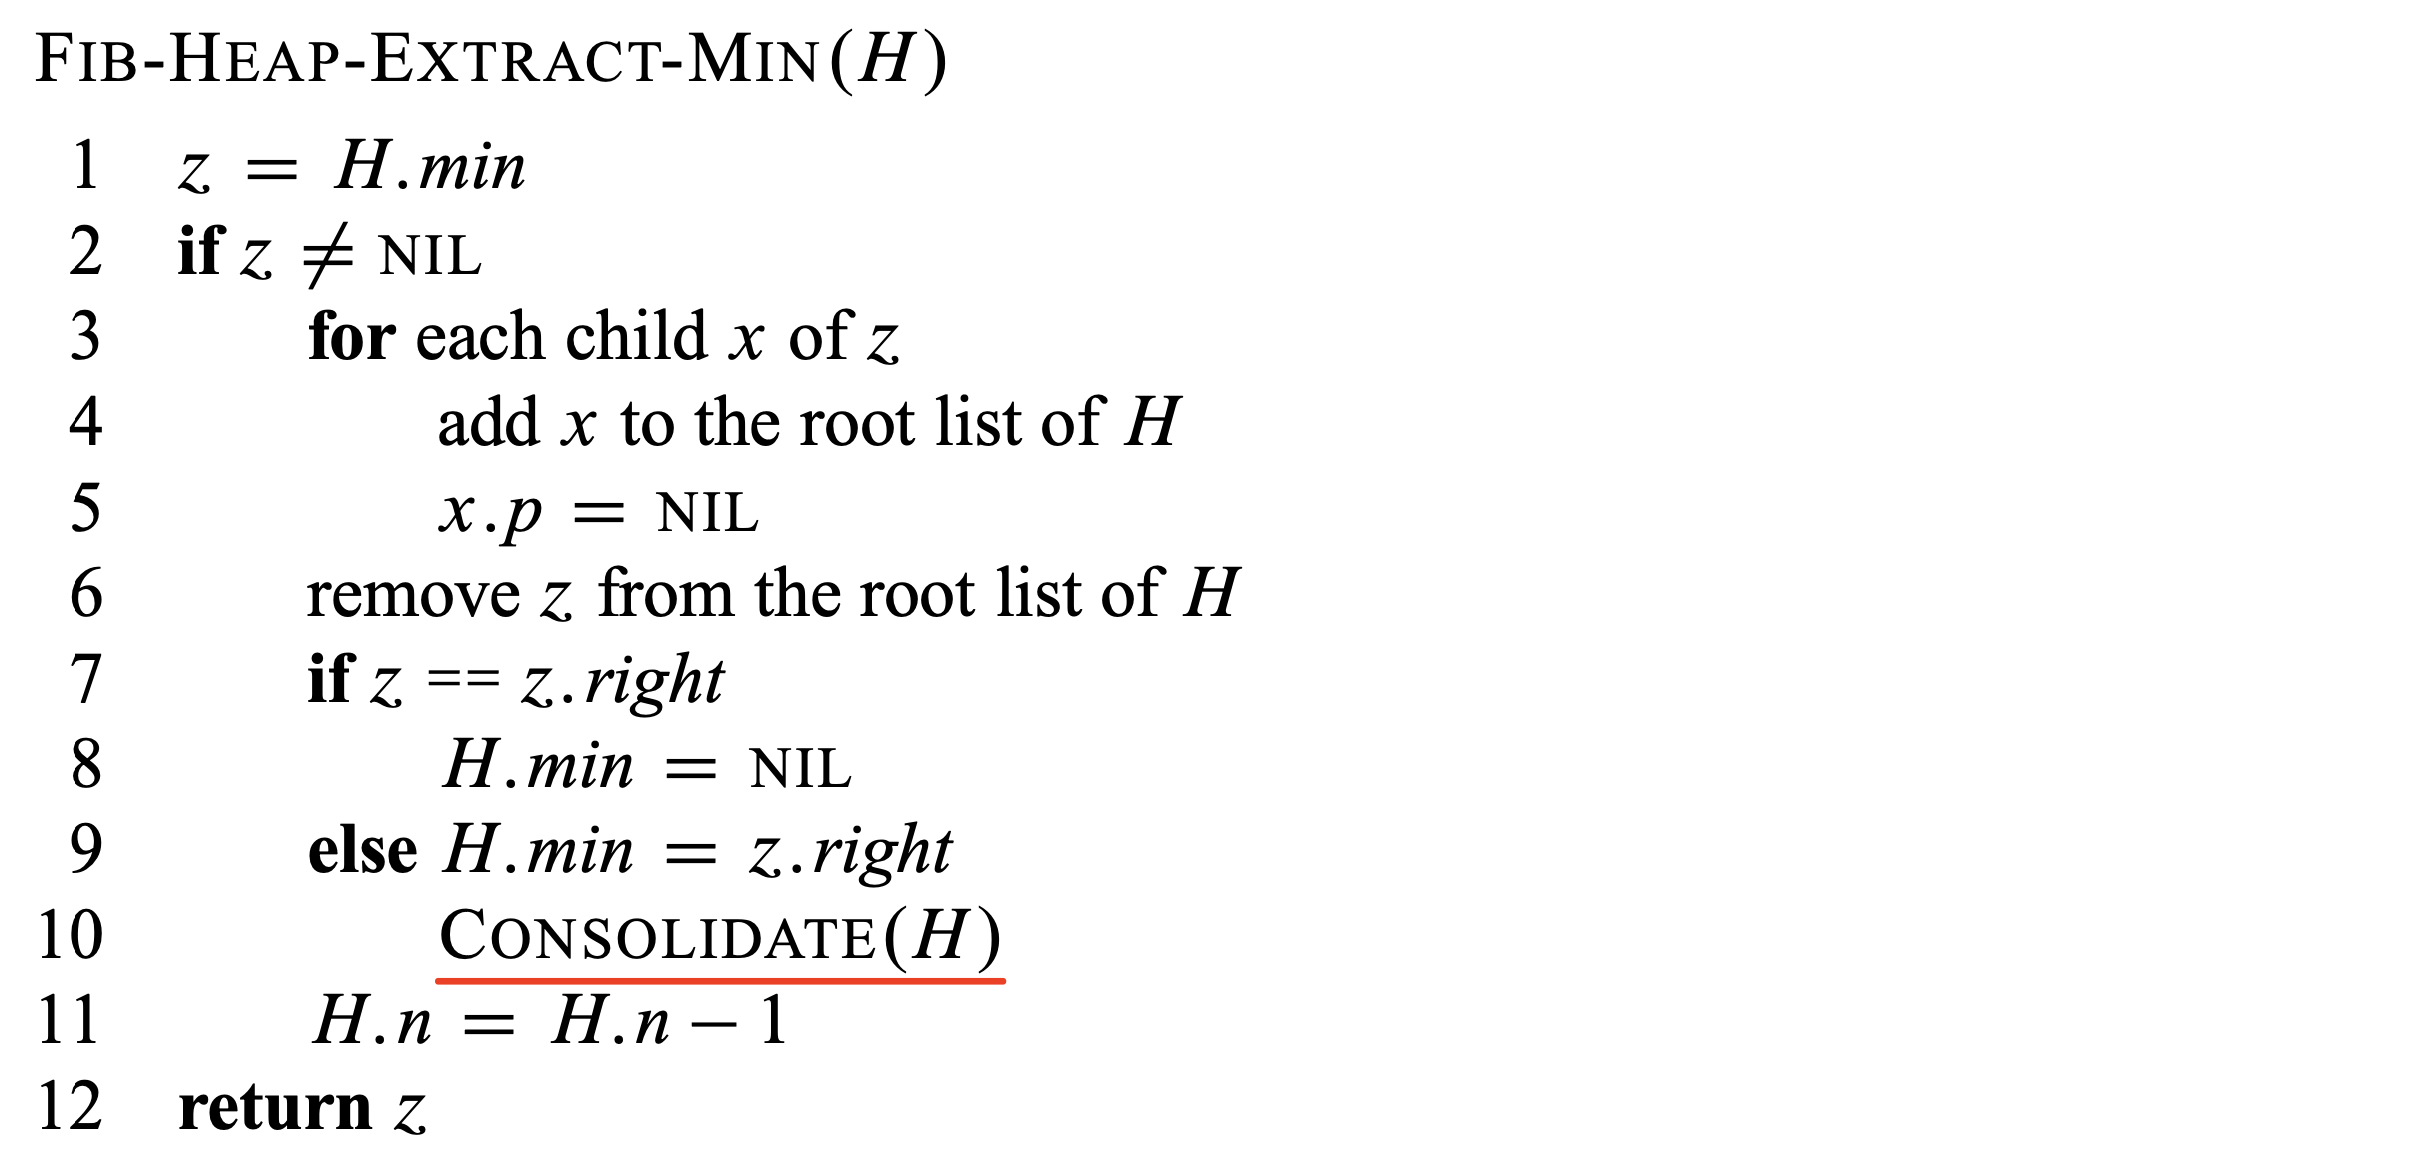 FIB-HEAP-EXTRACT-MIN(H)
1 z = H.min
2 if z ≠ NIL
3 for each child x of z
4 add x to the root list of H
5 x.p = NIL
6 remove z from the root list of H
7 if z == z.right
8 H.min = NIL
9 else H.min = z.right
10 CONSOLIDATE(H)
11 H.n = H.n − 1
12 return z